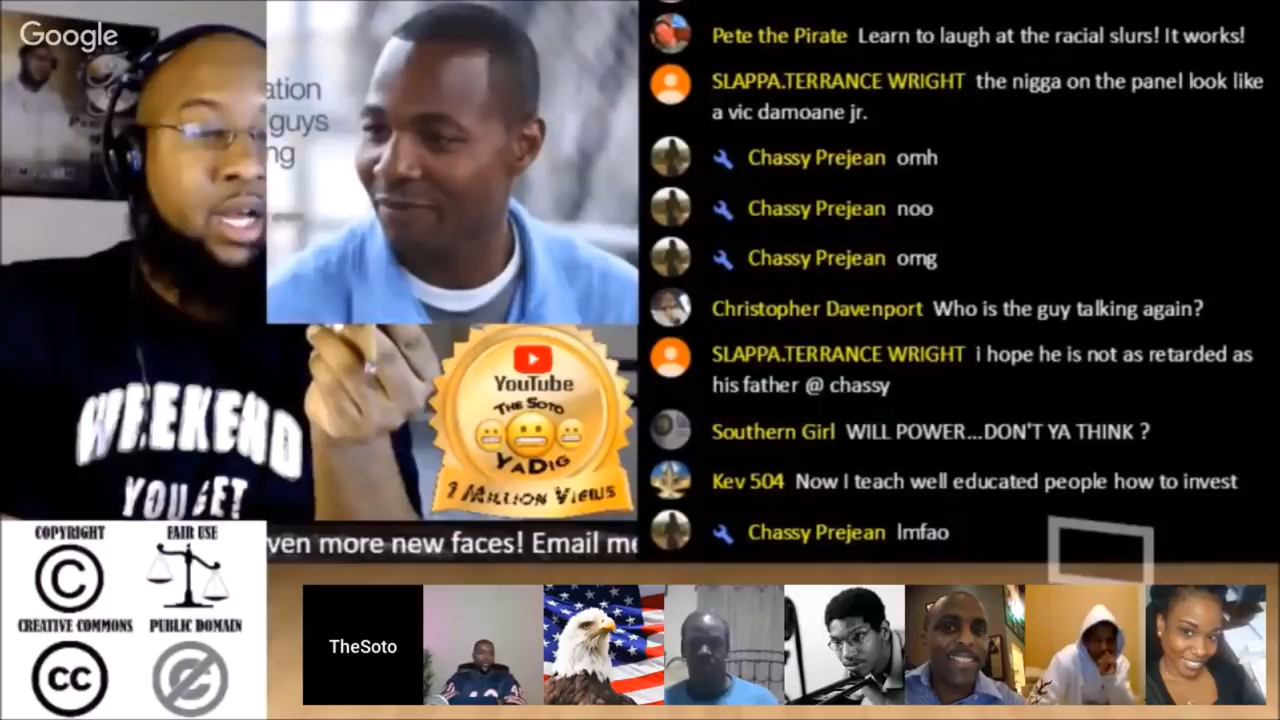 Google
ation
guys
ng
WEEKEND
YOU GET
YouTube
THE SOTO
YADIG
1 MILLION VIEWS
COPYRIGHT
FAIR USE
CREATIVE COMMONS
cc
PUBLIC DOMAIN
ven more new faces! Email me
Pete the Pirate Learn to laugh at the racial slurs! It works!
SLAPPA.TERRANCE WRIGHT the nigga on the panel look like
a vic damoane jr.
Chassy Prejean omh
Chassy Prejean noo
Chassy Prejean omg
Christopher Davenport Who is the guy talking again?
SLAPPA.TERRANCE WRIGHT i hope he is not as retarded as
his father @ chassy
Southern Girl WILL POWER...DON'T YA THINK ?
Kev 504 Now I teach well educated people how to invest
Chassy Prejean lmfao
TheSoto